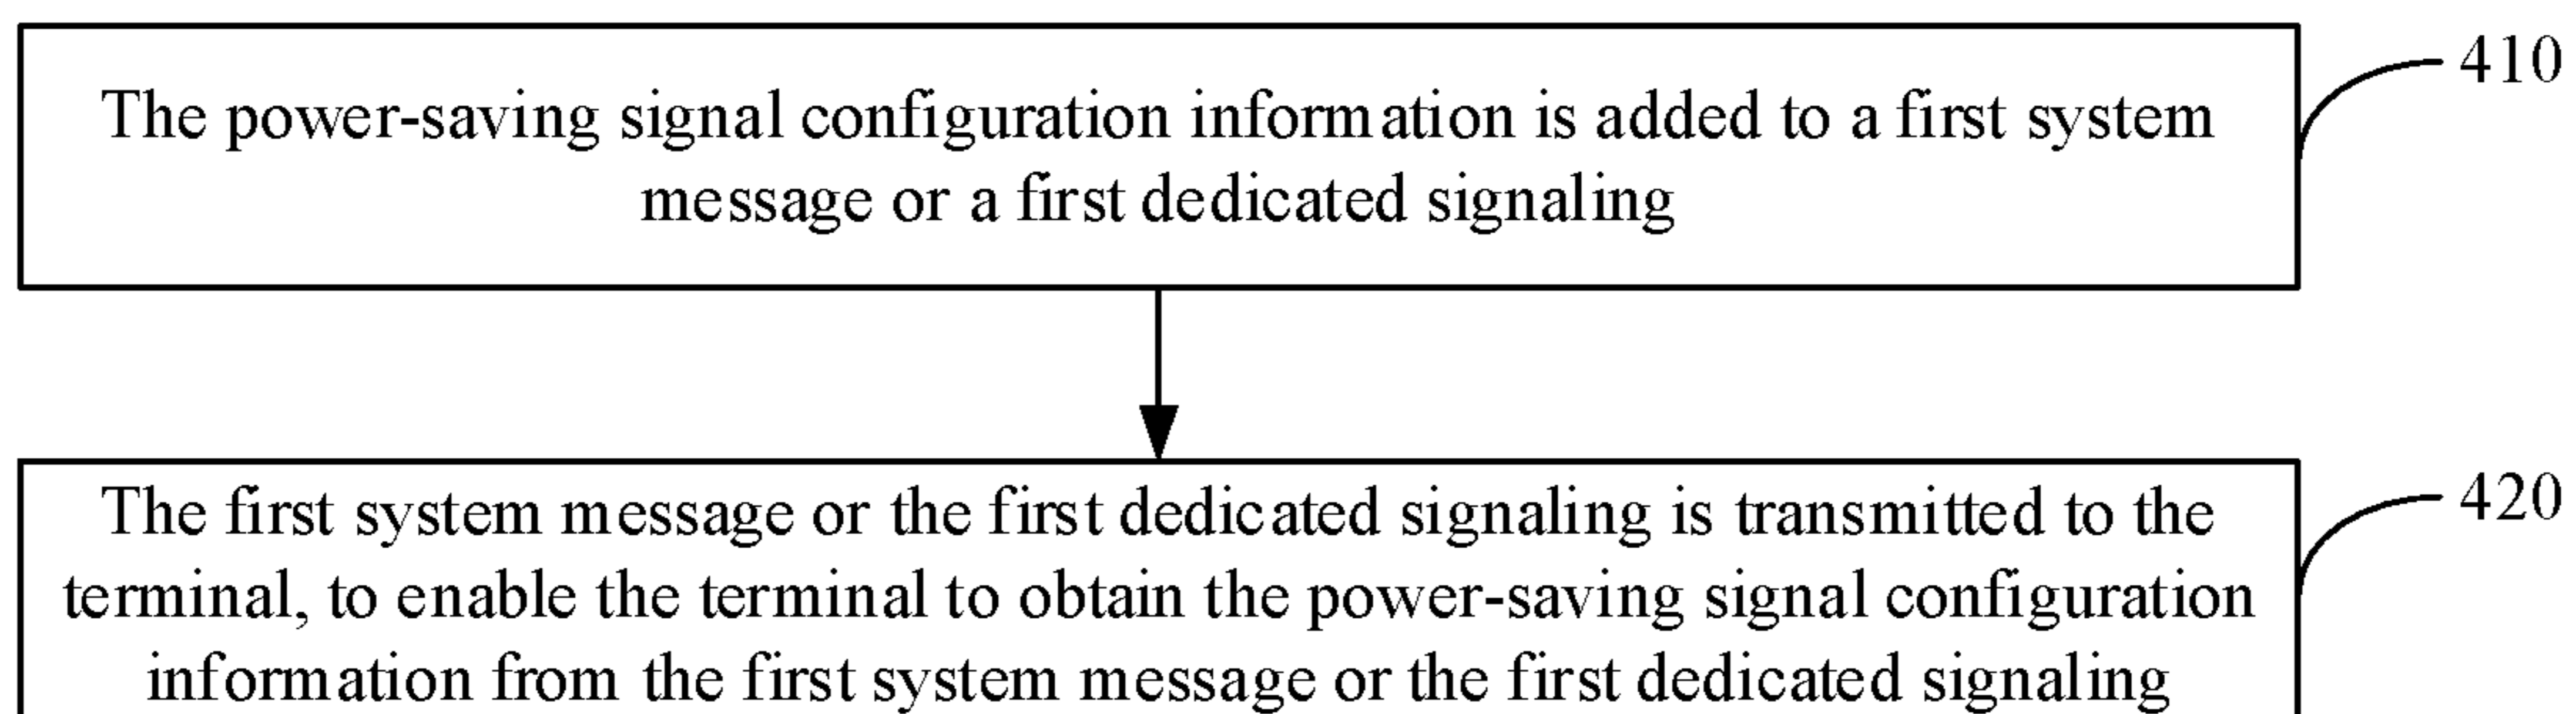 The power-saving signal configuration information is added to a first system
message or a first dedicated signaling
410
The first system message or the first dedicated signaling is transmitted to the
terminal, to enable the terminal to obtain the power-saving signal configuration
information from the first system message or the first dedicated signaling
420